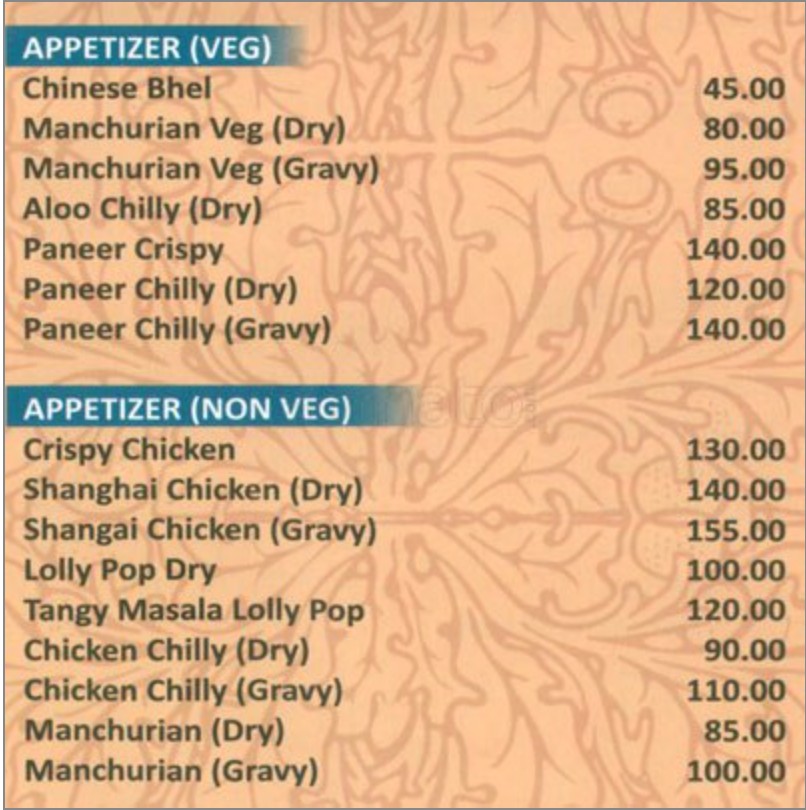 APPETIZER (VEG)
Chinese Bhel 45.00
Manchurian Veg (Dry) 80.00
Manchurian Veg (Gravy) 95.00
Aloo Chilly (Dry) 85.00
Paneer Crispy 140.00
Paneer Chilly (Dry) 120.00
Paneer Chilly (Gravy) 140.00
APPETIZER (NON VEG)
Crispy Chicken 130.00
Shanghai Chicken (Dry) 140.00
Shangai Chicken (Gravy) 155.00
Lolly Pop Dry 100.00
Tangy Masala Lolly Pop 120.00
Chicken Chilly (Dry) 90.00
Chicken Chilly (Gravy) 110.00
Manchurian (Dry) 85.00
Manchurian (Gravy) 100.00